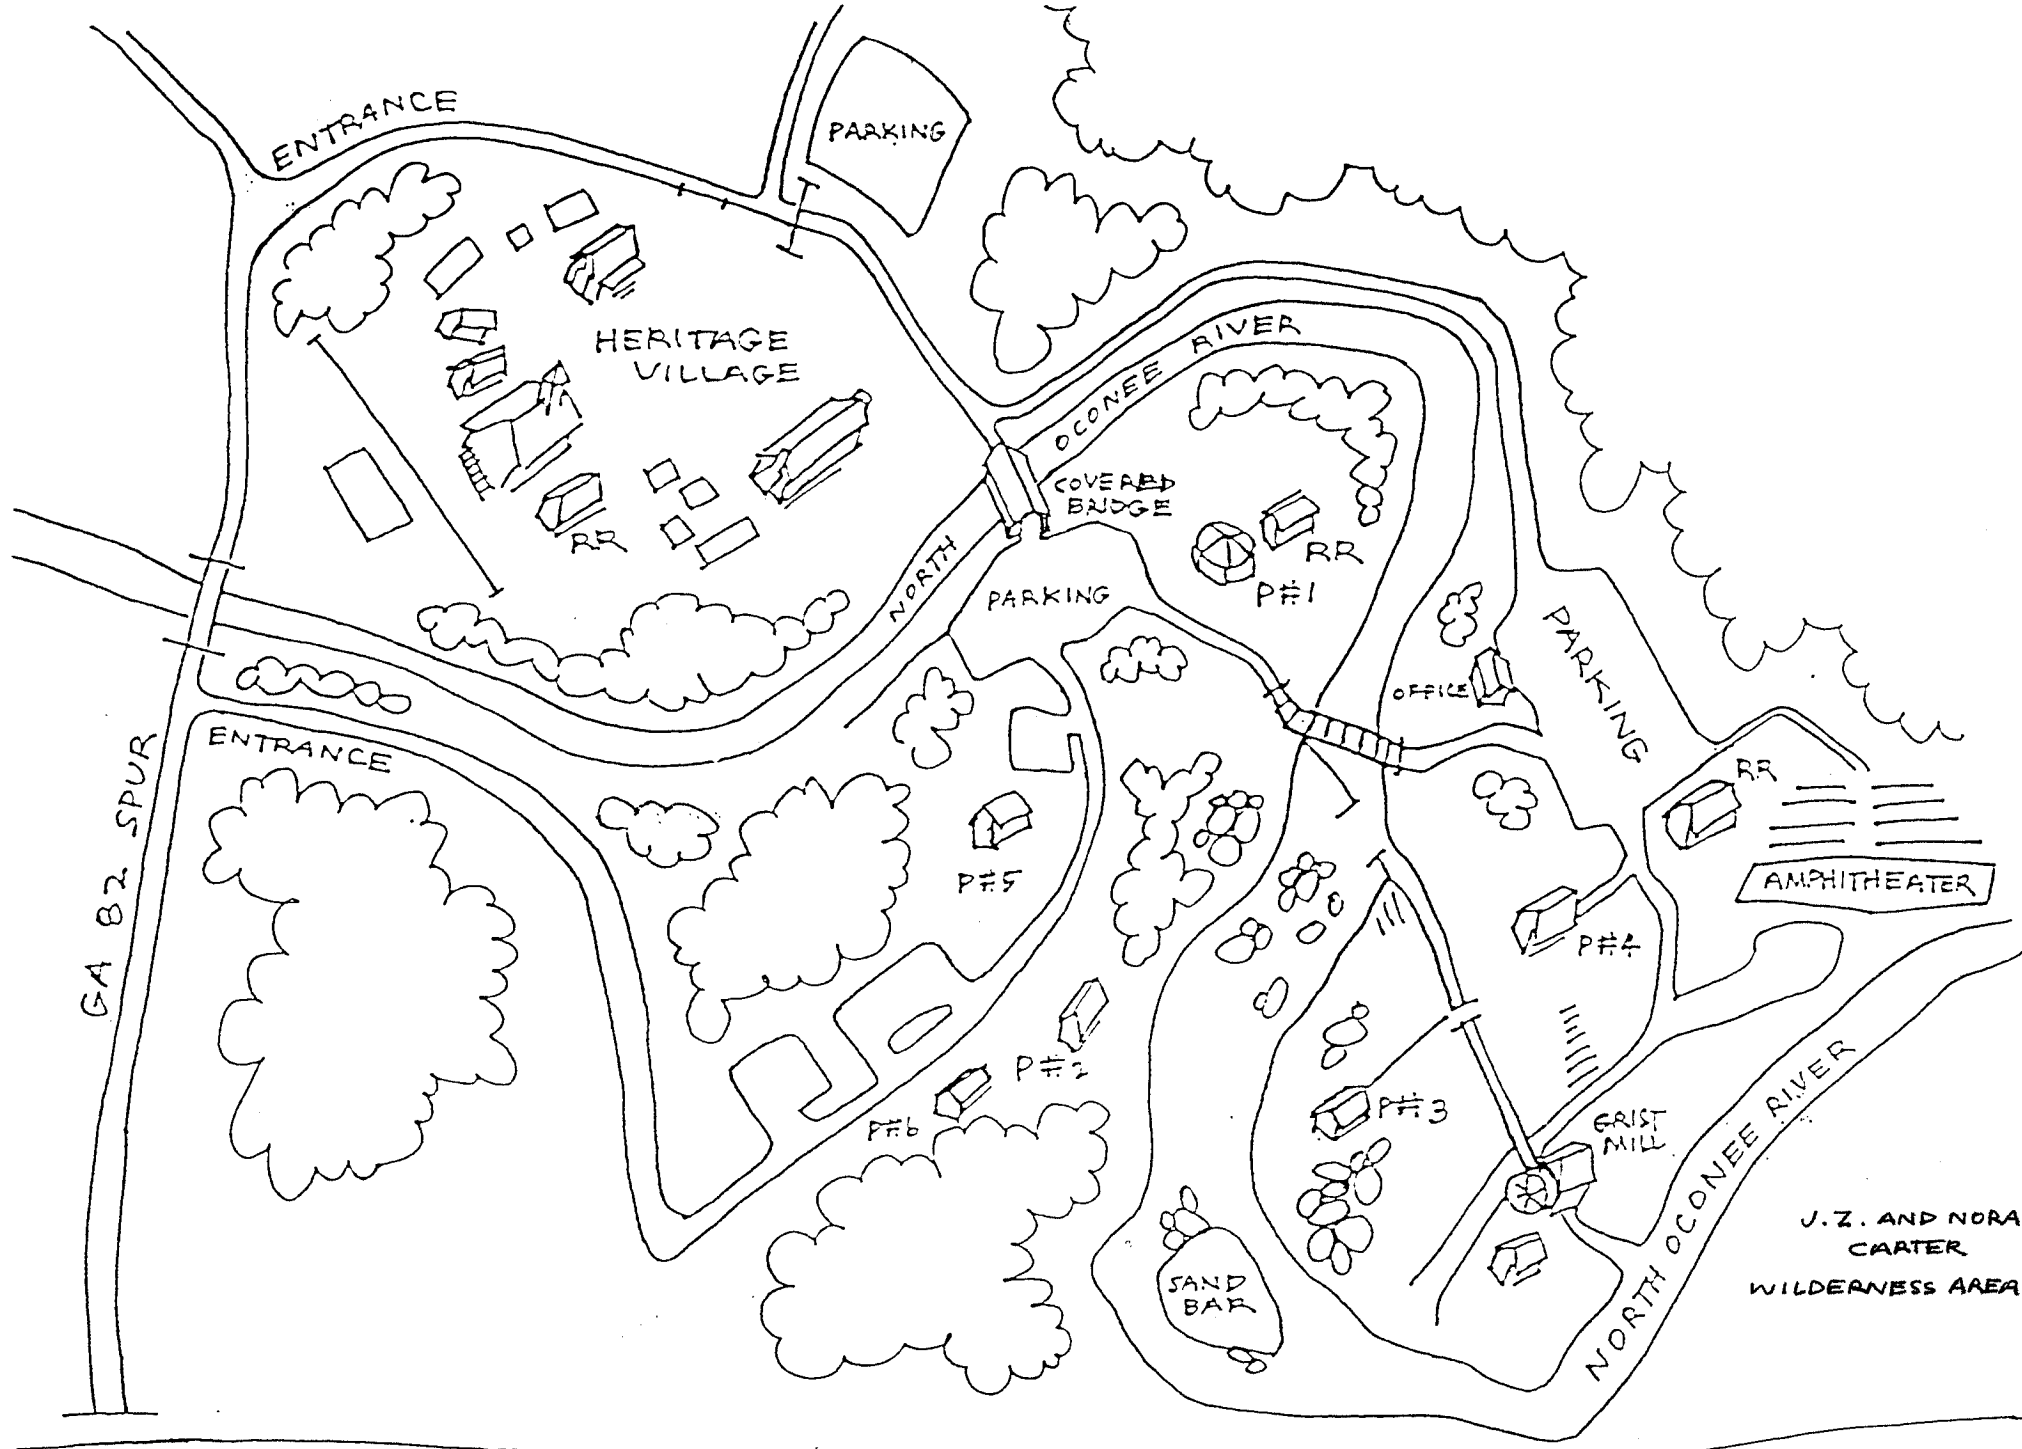 ENTRANCE
PARKING
HERITAGE
VILLAGE
OCONEE RIVER
COVERED
BRIDGE
RR
RR
P#1
NORTH
PARKING
PARKING
OFFICE
ENTRANCE
GA 82 SPUR
RR
P#5
AMPHITHEATER
P#4
P#2
P#6
P#3
GRIST
MILL
SAND
BAR
NORTH OCONEE RIVER
J.Z. AND NORA
CARTER
WILDERNESS AREA